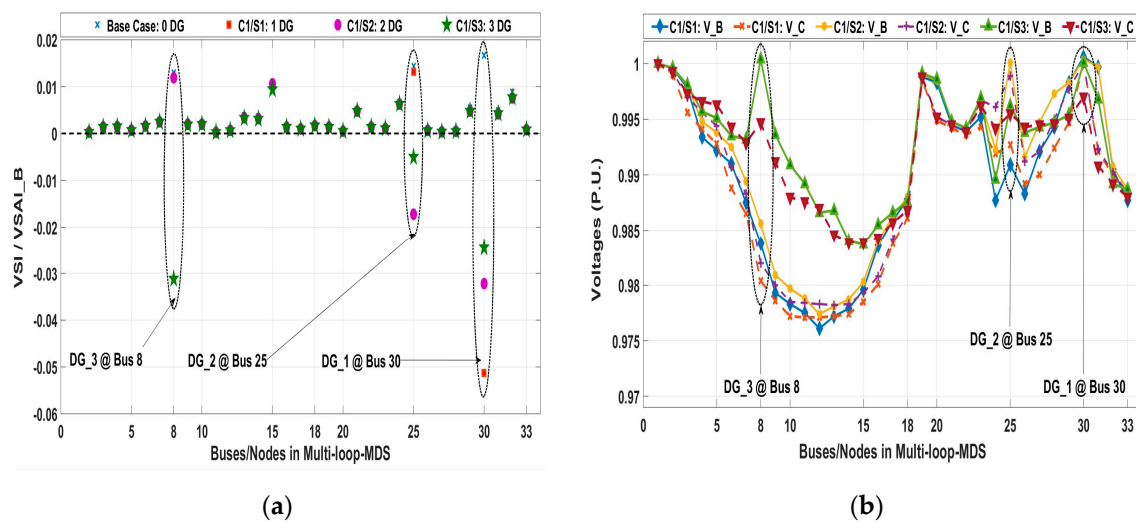 Base Case: 0 DG
C1/S1: 1 DG
C1/S2: 2 DG
C1/S3: 3 DG
0.02
0.01
0
-0.01
-0.02
-0.03
-0.04
-0.05
-0.06
VSI / VSAI_B
DG_3 @ Bus 8
DG_2 @ Bus 25
DG_1 @ Bus 30
0 5 8 11 15 18 20 25 30 33
Buses/Nodes in Multi-loop-MDS
(a)
C1/S1: V_B
C1/S1: V_C
C1/S2: V_B
C1/S2: V_C
C1/S3: V_B
C1/S3: V_C
1
0.995
0.99
0.985
0.98
0.975
0.97
Voltages (P.U.)
DG_2 @ Bus 25
DG_3 @ Bus 8
DG_1 @ Bus 30
0 5 8 11 15 18 20 25 30 33
Buses/Nodes in Multi-loop-MDS
(b)